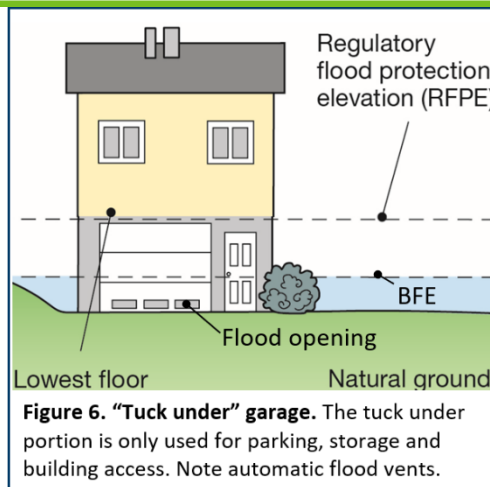 Regulatory
flood protection
elevation (RFPE)
BFE
Flood opening
Lowest floor
Natural ground
Figure 6. “Tuck under” garage. The tuck under
portion is only used for parking, storage and
building access. Note automatic flood vents.